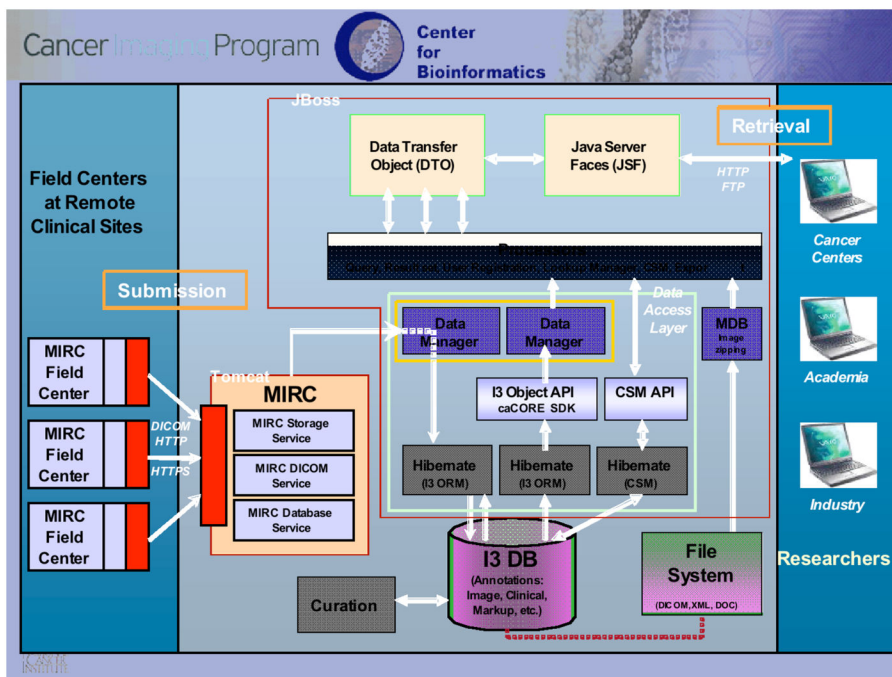 Cancer Imaging Program
Center
for
Bioinformatics
JBoss
Retrieval
Data Transfer
Object (DTO)
Java Server
Faces (JSF)
HTTP
FTP
Field Centers
at Remote
Clinical Sites
Cancer
Centers
Submission
Data
Access
Layer
Data
Manager
Data
Manager
MDB
Image
zipping
MIRC
Field
Center
Tomcat
MIRC
Academia
I3 Object API
caCORE SDK
CSM API
MIRC Storage
Service
DICOM
HTTP
HTTPS
MIRC
Field
Center
MIRC DICOM
Service
Hibernate
(I3 ORM)
Hibernate
(I3 ORM)
Hibernate
(CSM)
Industry
MIRC Database
Service
MIRC
Field
Center
I3 DB
(Annotations:
Image, Clinical,
Markup, etc.)
File
System
(DICOM,XML, DOC)
Researchers
Curation